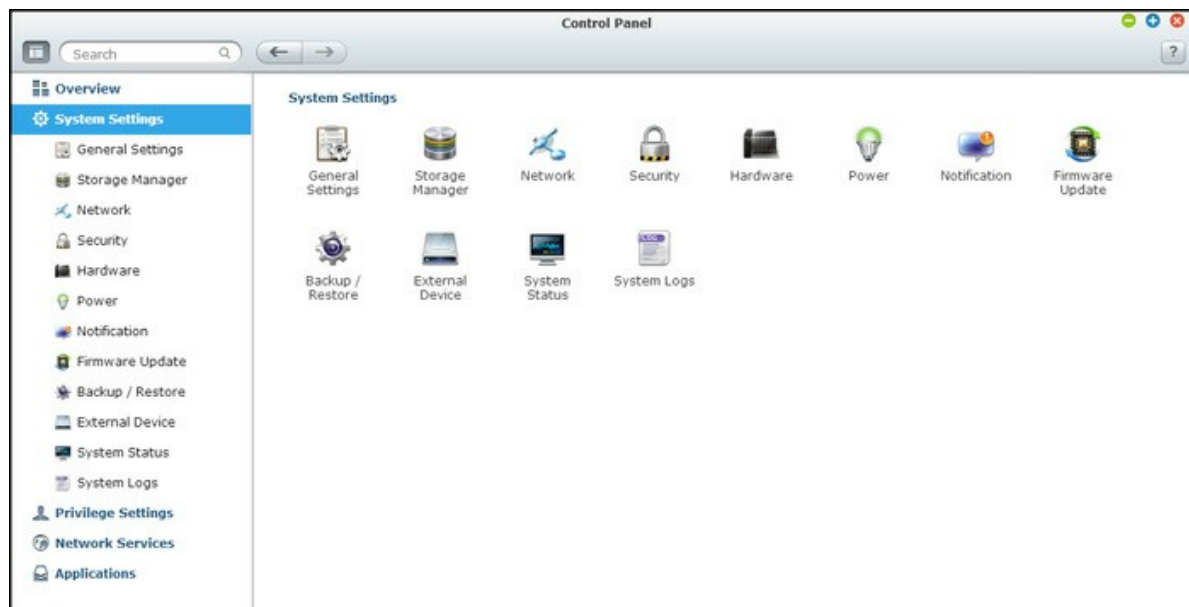 Control Panel
Search
?
Overview
System Settings
General Settings
Storage Manager
Network
Security
Hardware
Power
Notification
Firmware Update
Backup / Restore
External Device
System Status
System Logs
Privilege Settings
Network Services
Applications
System Settings
General
Settings
Storage
Manager
Network
Security
Hardware
Power
Notification
Firmware
Update
Backup /
Restore
External
Device
System
Status
LOG
System Logs